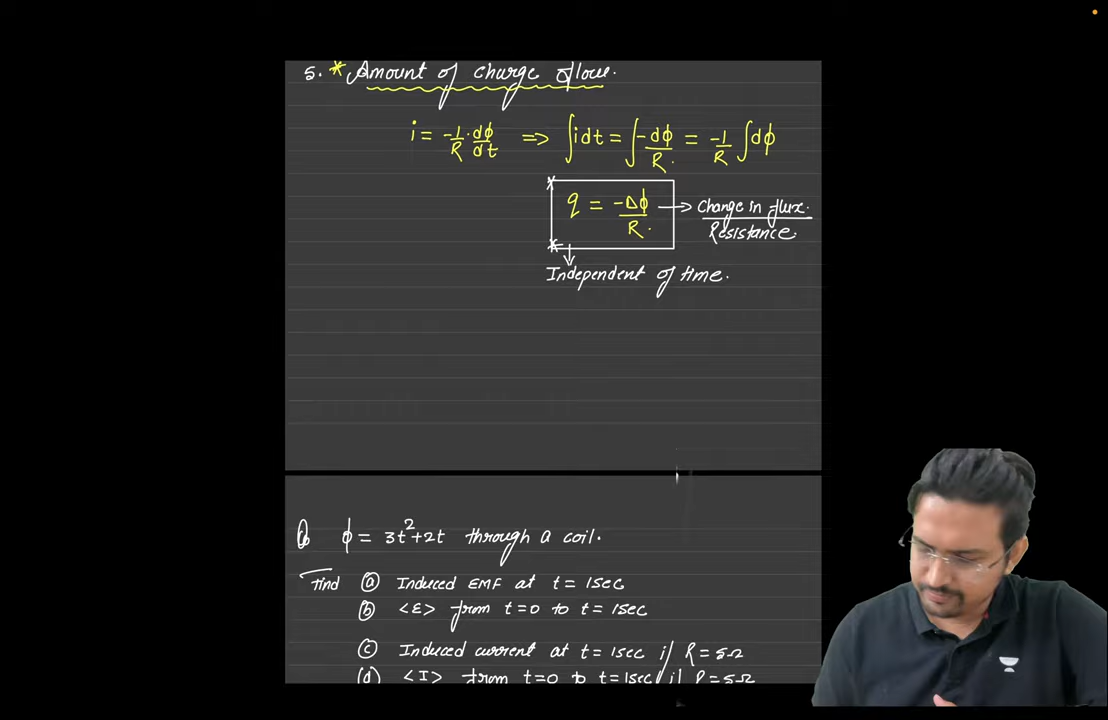 5. * Amount of charge flow.
i = -1/R · dφ/dt ⇒ ∫idt = ∫-dφ/R. = -1/R ∫dφ
q = -Δφ/R. → Change in flux. / Resistance.
Independent of time.
Q φ = 3t²+2t through a coil.
Find (a) Induced EMF at t = 1sec
(b) <ε> from t=0 to t = 1sec
(c) Induced current at t = 1sec if R = 5Ω
(d) <I> from t=0 to t = 1sec if R = 5Ω